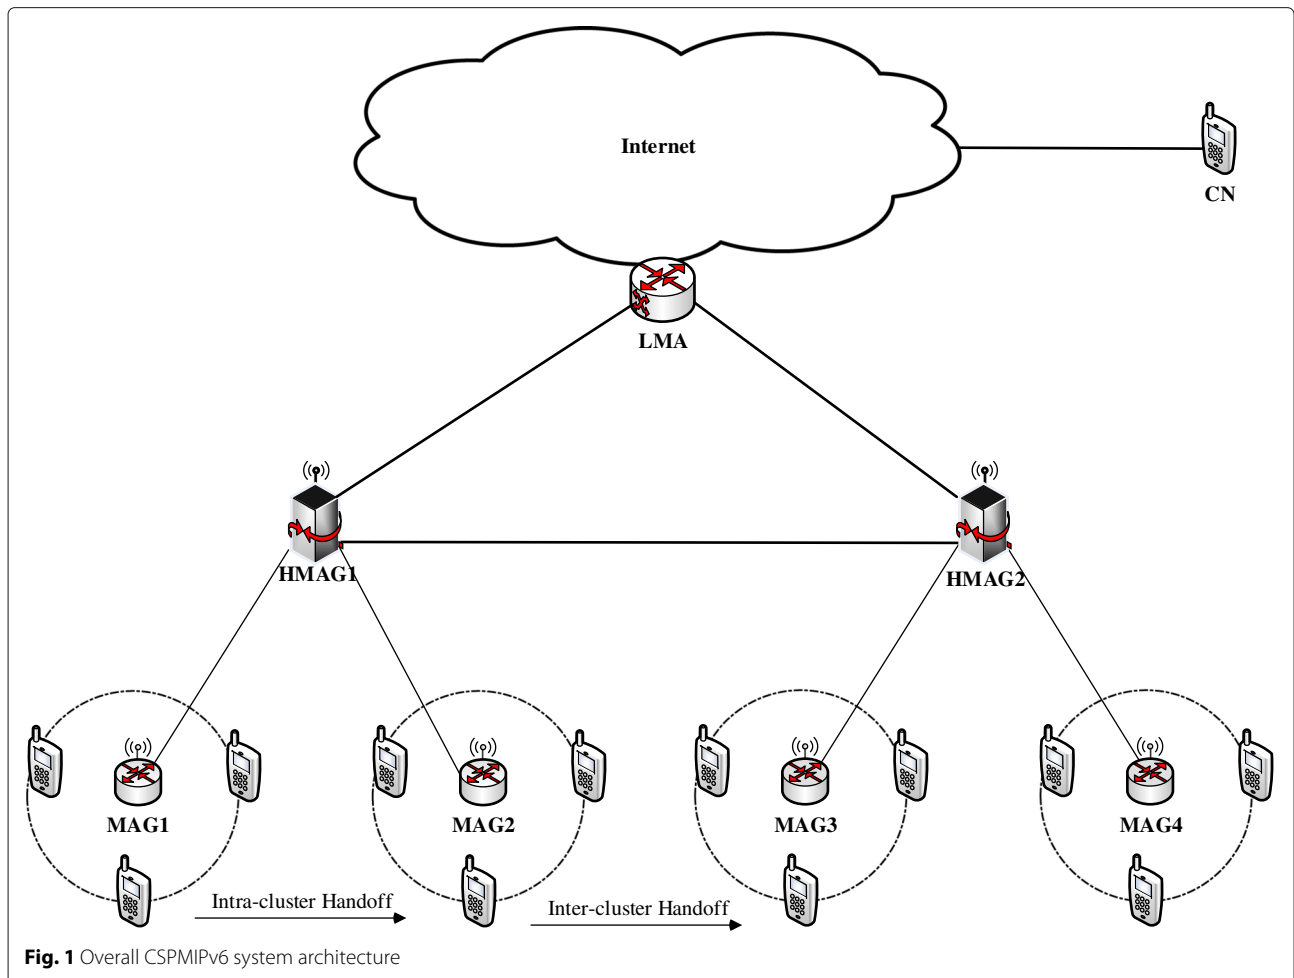 Internet
CN
LMA
HMAG1
HMAG2
MAG1
MAG2
MAG3
MAG4
Intra-cluster Handoff
Inter-cluster Handoff
Fig. 1 Overall CSPMIPv6 system architecture